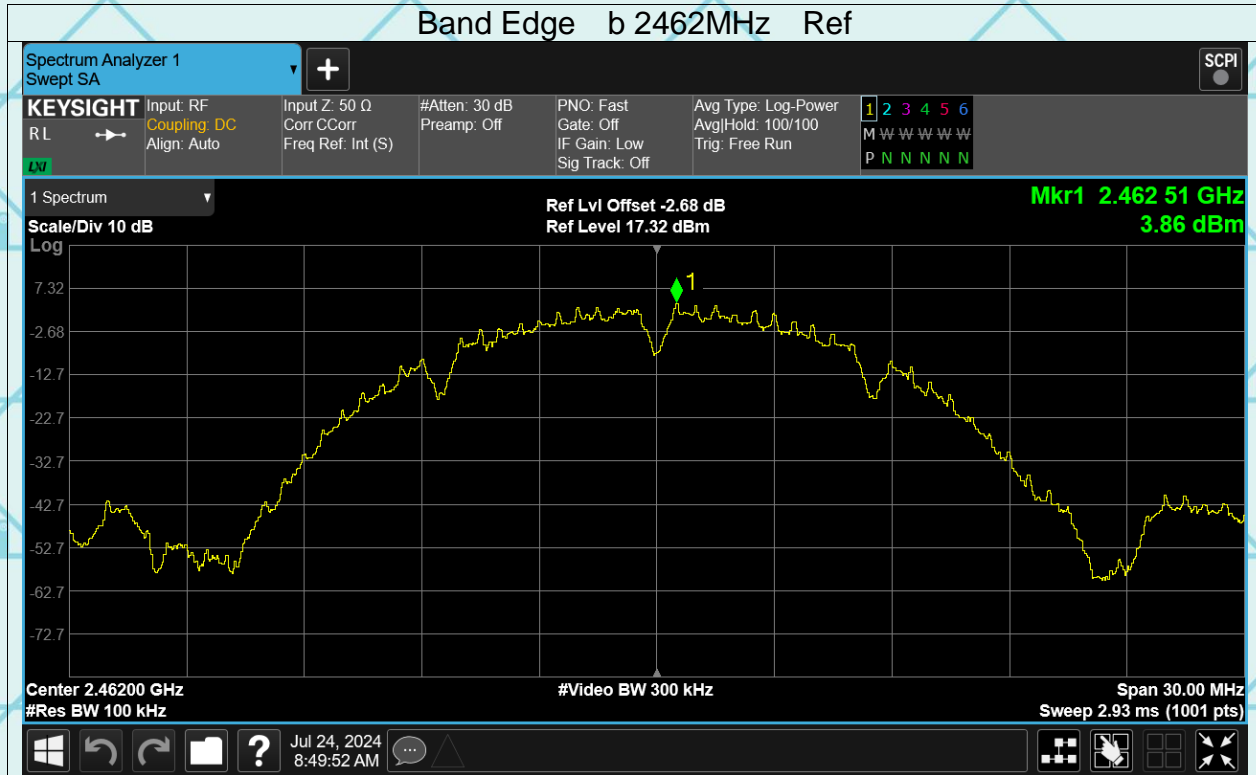 Band Edge b 2462MHz Ref
Spectrum Analyzer 1
Swept SA
+
SCPI
KEYSIGHT
R L
LXI
Input: RF
Coupling: DC
Align: Auto
Input Z: 50 Ω
Corr CCorr
Freq Ref: Int (S)
#Atten: 30 dB
Preamp: Off
PNO: Fast
Gate: Off
IF Gain: Low
Sig Track: Off
Avg Type: Log-Power
Avg|Hold: 100/100
Trig: Free Run
1 2 3 4 5 6
M W W W W W
P N N N N N
1 Spectrum
Scale/Div 10 dB
Log
Ref Lvl Offset -2.68 dB
Ref Level 17.32 dBm
Mkr1 2.462 51 GHz
3.86 dBm
1
7.32
-2.68
-12.7
-22.7
-32.7
-42.7
-52.7
-62.7
-72.7
Center 2.46200 GHz
#Res BW 100 kHz
#Video BW 300 kHz
Span 30.00 MHz
Sweep 2.93 ms (1001 pts)
?
Jul 24, 2024
8:49:52 AM